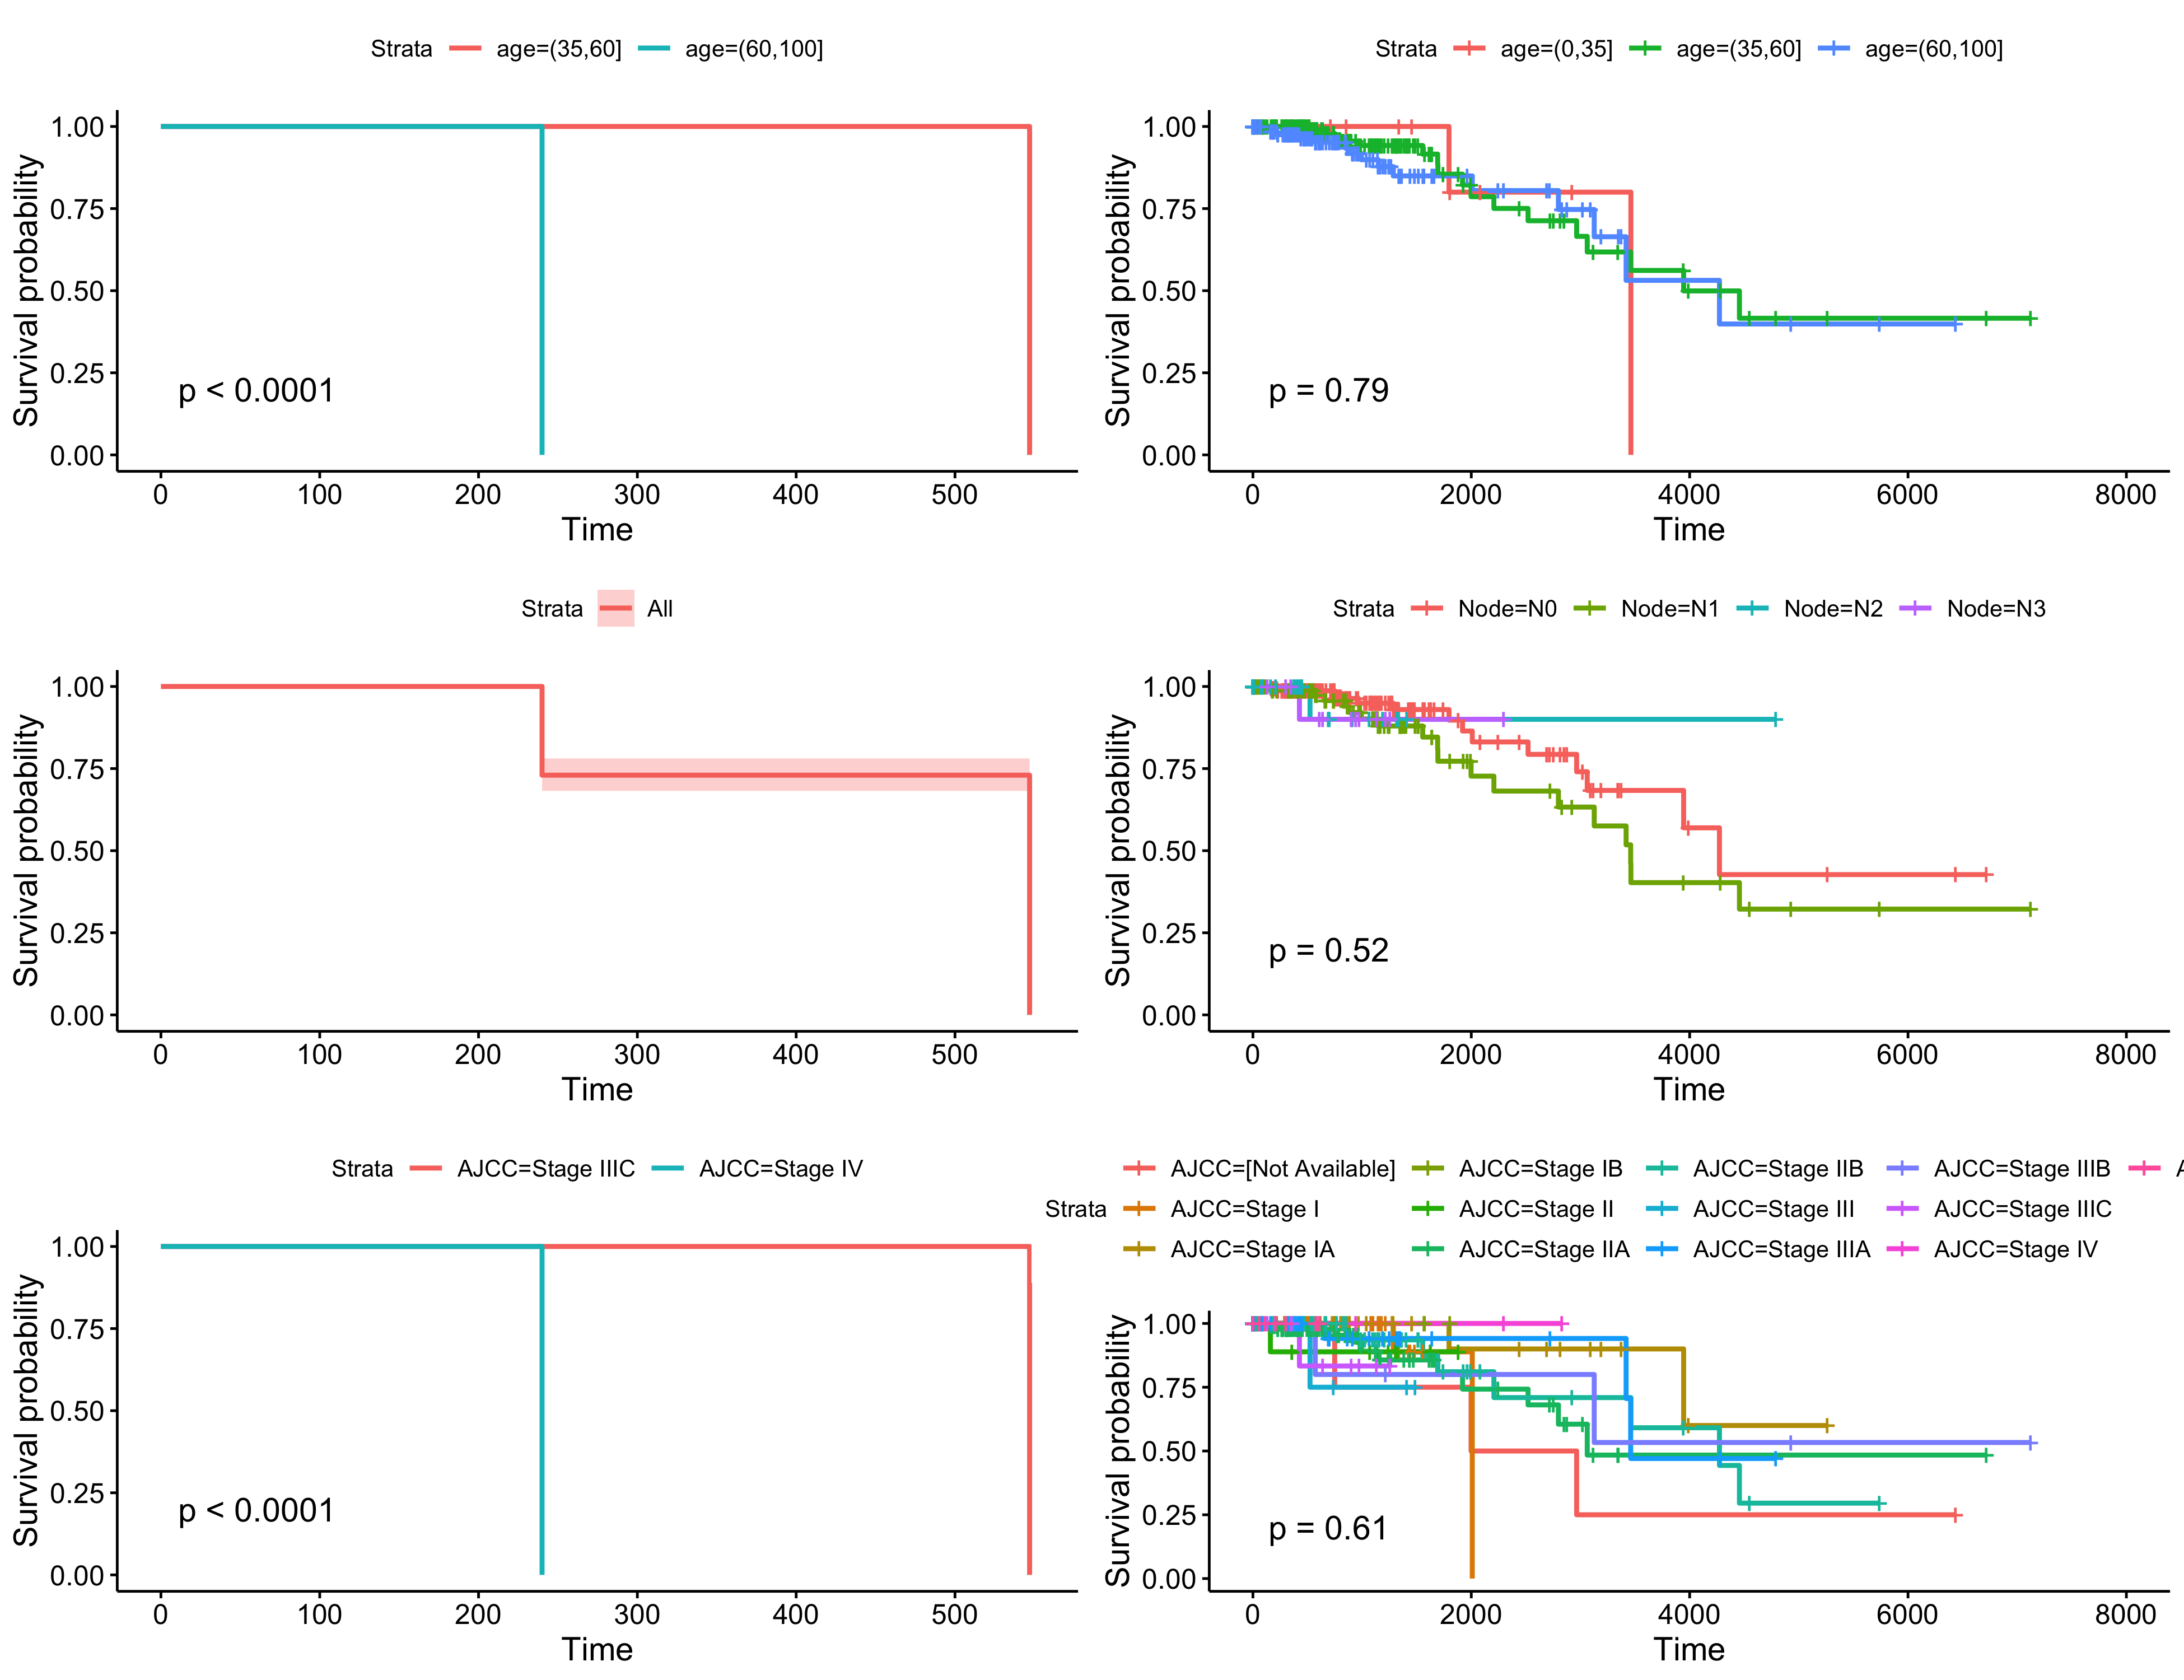 Strata age=(35,60] age=(60,100]
1.00
0.75
0.50
0.25
0.00
Survival probability
p < 0.0001
0 100 200 300 400 500
Time
Strata age=(0,35] age=(35,60] age=(60,100]
1.00
0.75
0.50
0.25
0.00
Survival probability
p = 0.79
0 2000 4000 6000 8000
Time
Strata All
1.00
0.75
0.50
0.25
0.00
Survival probability
0 100 200 300 400 500
Time
Strata Node=N0 Node=N1 Node=N2 Node=N3
1.00
0.75
0.50
0.25
0.00
Survival probability
p = 0.52
0 2000 4000 6000 8000
Time
Strata AJCC=Stage IIIC AJCC=Stage IV
1.00
0.75
0.50
0.25
0.00
Survival probability
p < 0.0001
0 100 200 300 400 500
Time
AJCC=[Not Available] AJCC=Stage IB AJCC=Stage IIB AJCC=Stage IIIB
Strata AJCC=Stage I AJCC=Stage II AJCC=Stage III AJCC=Stage IIIC
AJCC=Stage IA AJCC=Stage IIA AJCC=Stage IIIA AJCC=Stage IV
1.00
0.75
0.50
0.25
0.00
Survival probability
p = 0.61
0 2000 4000 6000 8000
Time